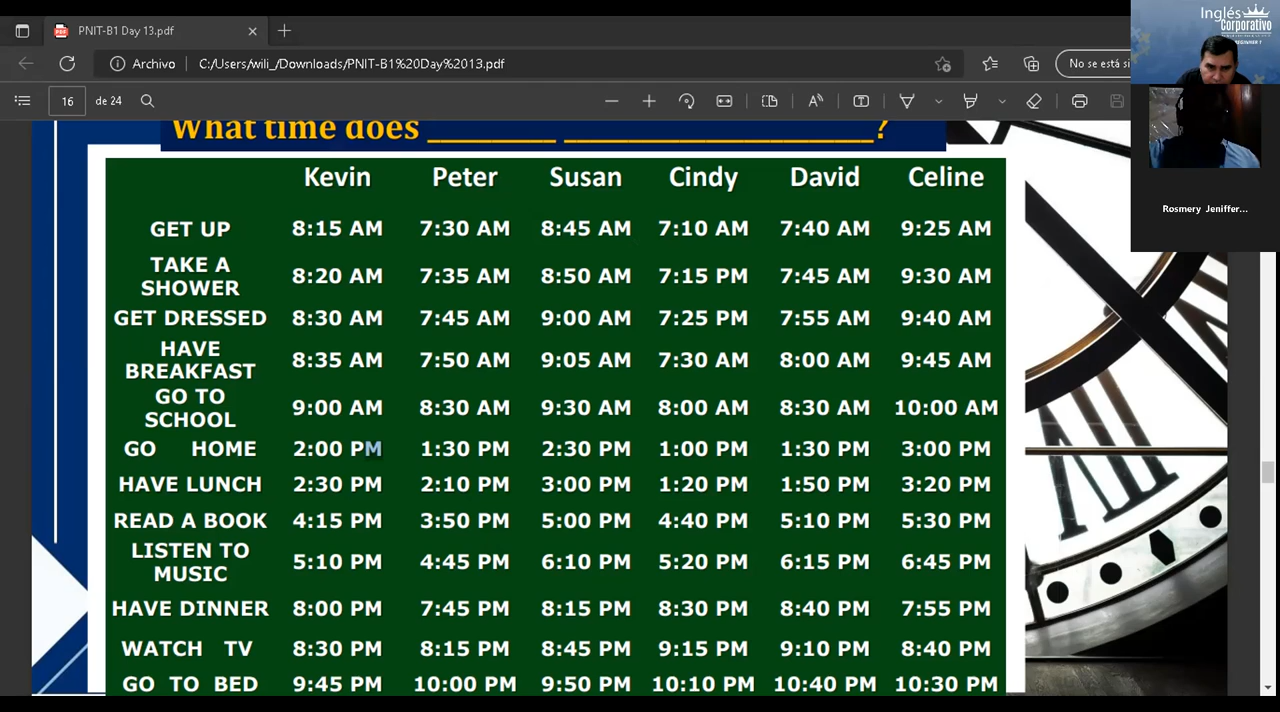 PNIT-B1 Day 13.pdf
Archivo C:/Users/wili_/Downloads/PNIT-B1%20Day%2013.pdf No se está si
16 de 24
Inglés
Corporativo
BEGINNER 1
Rosmery Jeniffer...
What time does ________ ____________________?
Kevin Peter Susan Cindy David Celine
GET UP 8:15 AM 7:30 AM 8:45 AM 7:10 AM 7:40 AM 9:25 AM
TAKE A
SHOWER 8:20 AM 7:35 AM 8:50 AM 7:15 PM 7:45 AM 9:30 AM
GET DRESSED 8:30 AM 7:45 AM 9:00 AM 7:25 PM 7:55 AM 9:40 AM
HAVE
BREAKFAST 8:35 AM 7:50 AM 9:05 AM 7:30 AM 8:00 AM 9:45 AM
GO TO
SCHOOL 9:00 AM 8:30 AM 9:30 AM 8:00 AM 8:30 AM 10:00 AM
GO HOME 2:00 PM 1:30 PM 2:30 PM 1:00 PM 1:30 PM 3:00 PM
HAVE LUNCH 2:30 PM 2:10 PM 3:00 PM 1:20 PM 1:50 PM 3:20 PM
READ A BOOK 4:15 PM 3:50 PM 5:00 PM 4:40 PM 5:10 PM 5:30 PM
LISTEN TO
MUSIC 5:10 PM 4:45 PM 6:10 PM 5:20 PM 6:15 PM 6:45 PM
HAVE DINNER 8:00 PM 7:45 PM 8:15 PM 8:30 PM 8:40 PM 7:55 PM
WATCH TV 8:30 PM 8:15 PM 8:45 PM 9:15 PM 9:10 PM 8:40 PM
GO TO BED 9:45 PM 10:00 PM 9:50 PM 10:10 PM 10:40 PM 10:30 PM